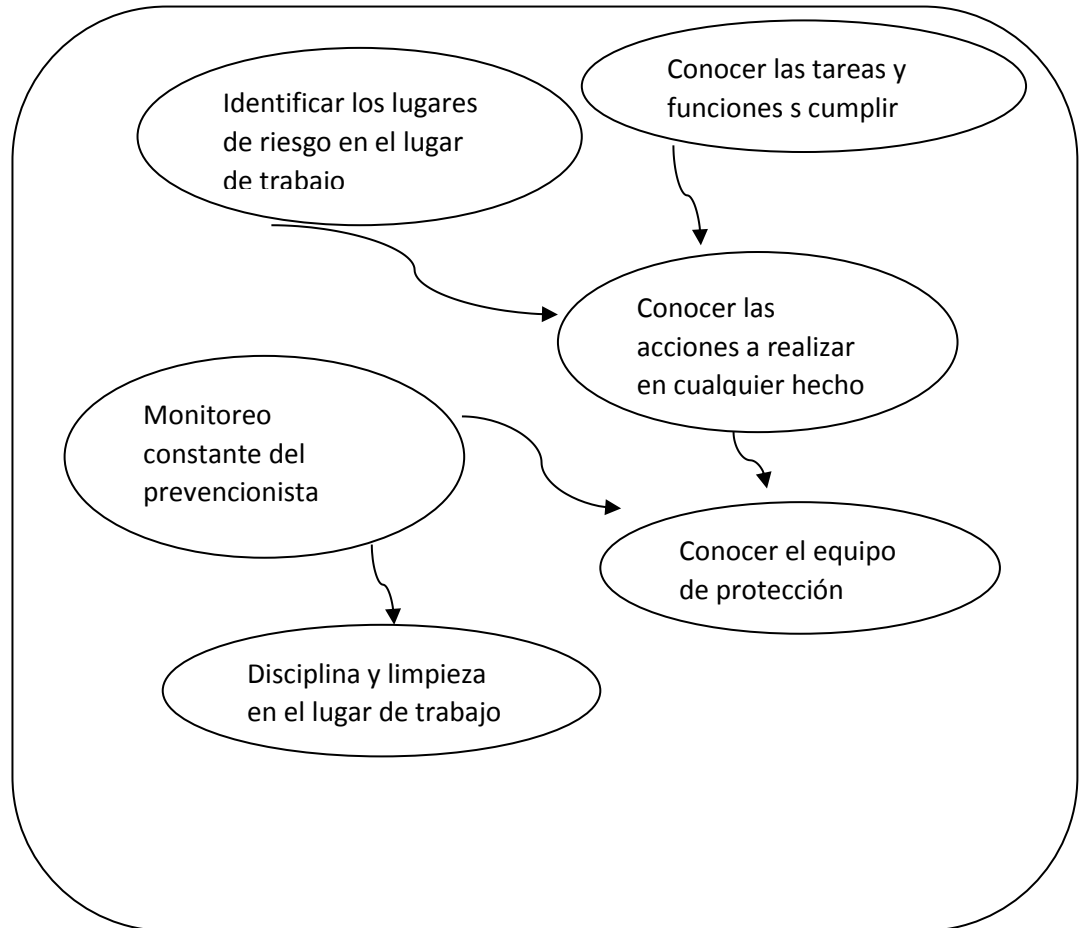 Identificar los lugares
de riesgo en el lugar
de trabajo
Conocer las tareas y
funciones s cumplir
Conocer las
acciones a realizar
en cualquier hecho
Monitoreo
constante del
prevencionista
Conocer el equipo
de protección
Disciplina y limpieza
en el lugar de trabajo